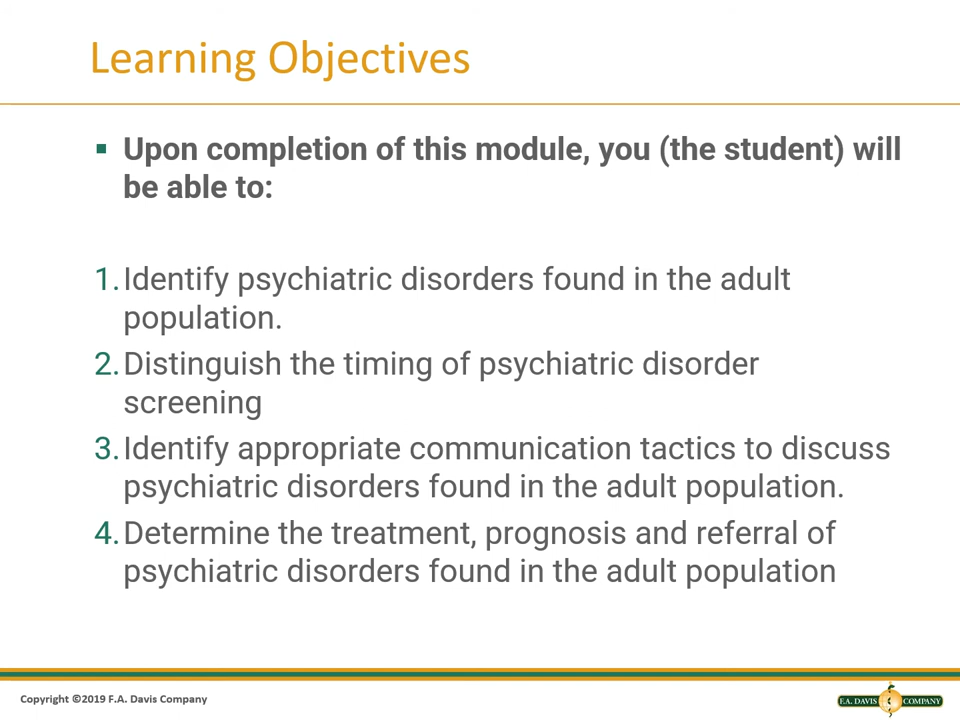 Learning Objectives
▪ Upon completion of this module, you (the student) will
be able to:
1. Identify psychiatric disorders found in the adult
population.
2. Distinguish the timing of psychiatric disorder
screening
3. Identify appropriate communication tactics to discuss
psychiatric disorders found in the adult population.
4. Determine the treatment, prognosis and referral of
psychiatric disorders found in the adult population
Copyright ©2019 F.A. Davis Company
F.A. DAVIS COMPANY